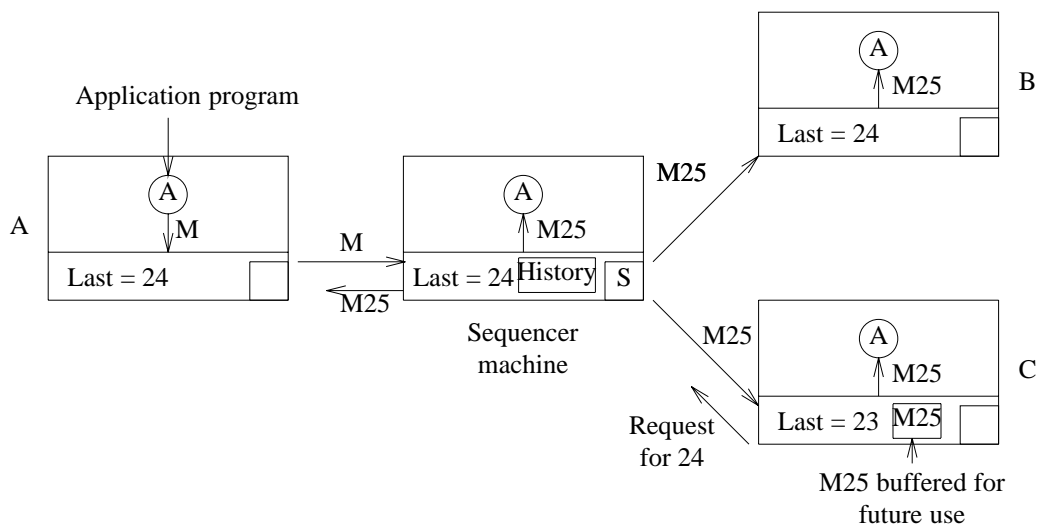 Application program
A
A
M
Last = 24
M
M25
A
M25
Last = 24
History
S
Sequencer
machine
M25
A
M25
Last = 24
B
M25
Request
for 24
A
M25
Last = 23
M25
C
M25 buffered for
future use